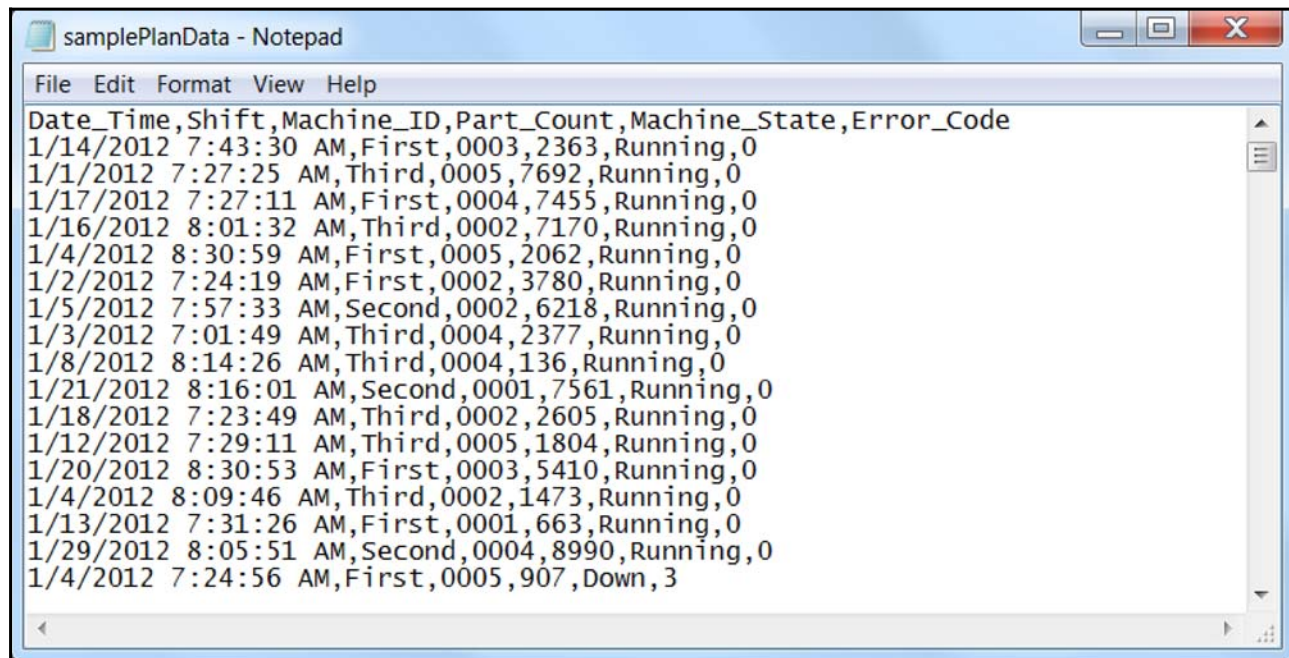 samplePlanData - Notepad
File Edit Format View Help
Date_Time,Shift,Machine_ID,Part_Count,Machine_State,Error_Code
1/14/2012 7:43:30 AM,First,0003,2363,Running,0
1/1/2012 7:27:25 AM,Third,0005,7692,Running,0
1/17/2012 7:27:11 AM,First,0004,7455,Running,0
1/16/2012 8:01:32 AM,Third,0002,7170,Running,0
1/4/2012 8:30:59 AM,First,0005,2062,Running,0
1/2/2012 7:24:19 AM,First,0002,3780,Running,0
1/5/2012 7:57:33 AM,Second,0002,6218,Running,0
1/3/2012 7:01:49 AM,Third,0004,2377,Running,0
1/8/2012 8:14:26 AM,Third,0004,136,Running,0
1/21/2012 8:16:01 AM,Second,0001,7561,Running,0
1/18/2012 7:23:49 AM,Third,0002,2605,Running,0
1/12/2012 7:29:11 AM,Third,0005,1804,Running,0
1/20/2012 8:30:53 AM,First,0003,5410,Running,0
1/4/2012 8:09:46 AM,Third,0002,1473,Running,0
1/13/2012 7:31:26 AM,First,0001,663,Running,0
1/29/2012 8:05:51 AM,Second,0004,8990,Running,0
1/4/2012 7:24:56 AM,First,0005,907,Down,3